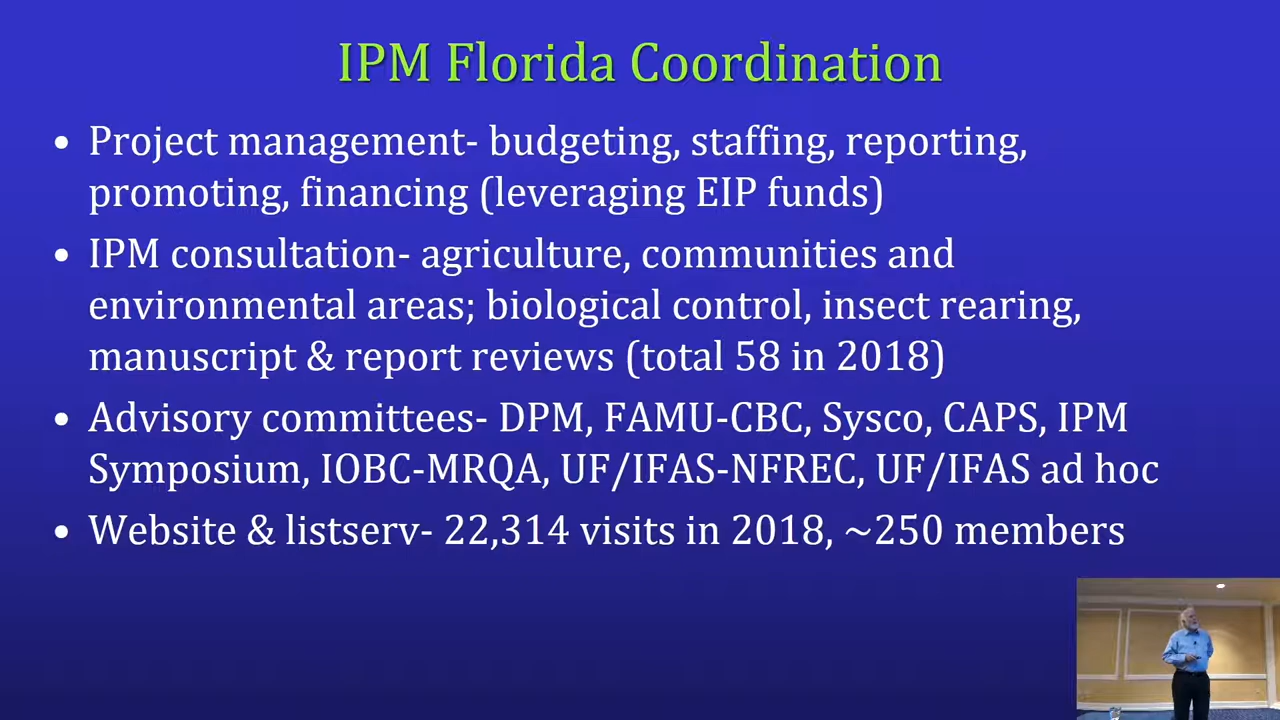 IPM Florida Coordination
• Project management- budgeting, staffing, reporting,
promoting, financing (leveraging EIP funds)
• IPM consultation- agriculture, communities and
environmental areas; biological control, insect rearing,
manuscript & report reviews (total 58 in 2018)
• Advisory committees- DPM, FAMU-CBC, Sysco, CAPS, IPM
Symposium, IOBC-MRQA, UF/IFAS-NFREC, UF/IFAS ad hoc
• Website & listserv- 22,314 visits in 2018, ~250 members